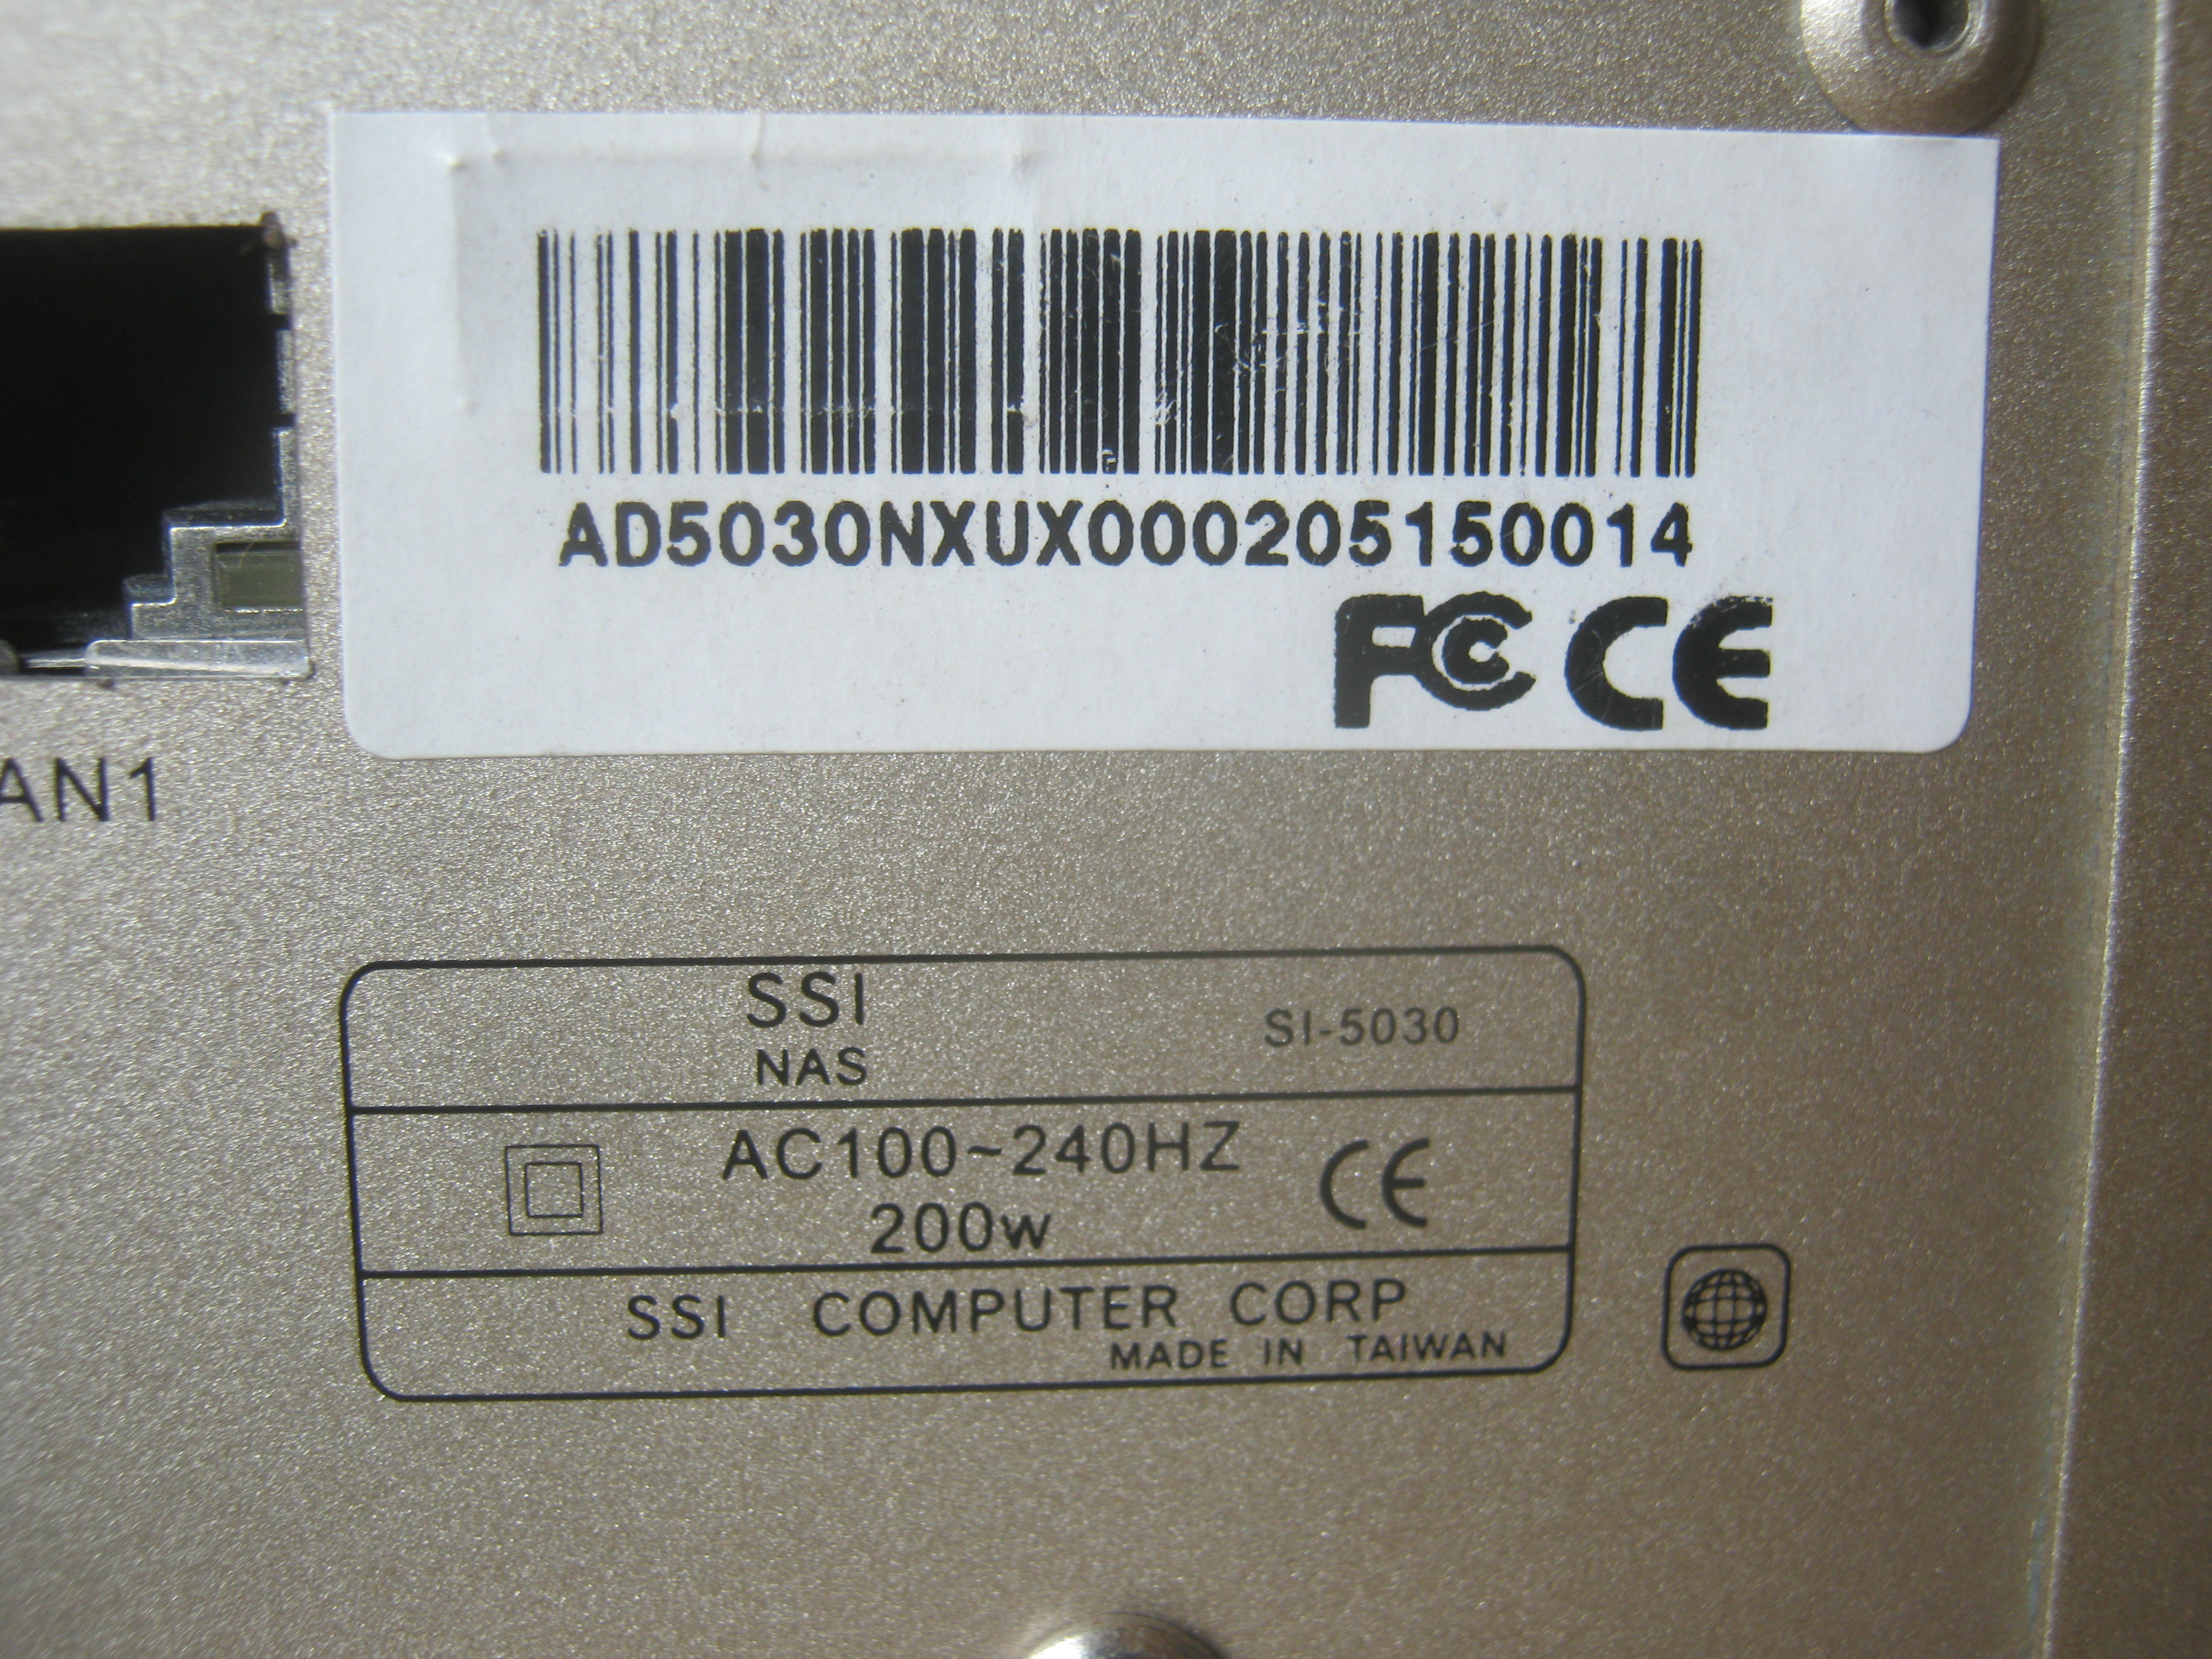 AD5030NXUX000205150014
FC CE
AN1
SSI
SI-5030
NAS
AC100~240HZ
CE
200w
SSI COMPUTER CORP
MADE IN TAIWAN